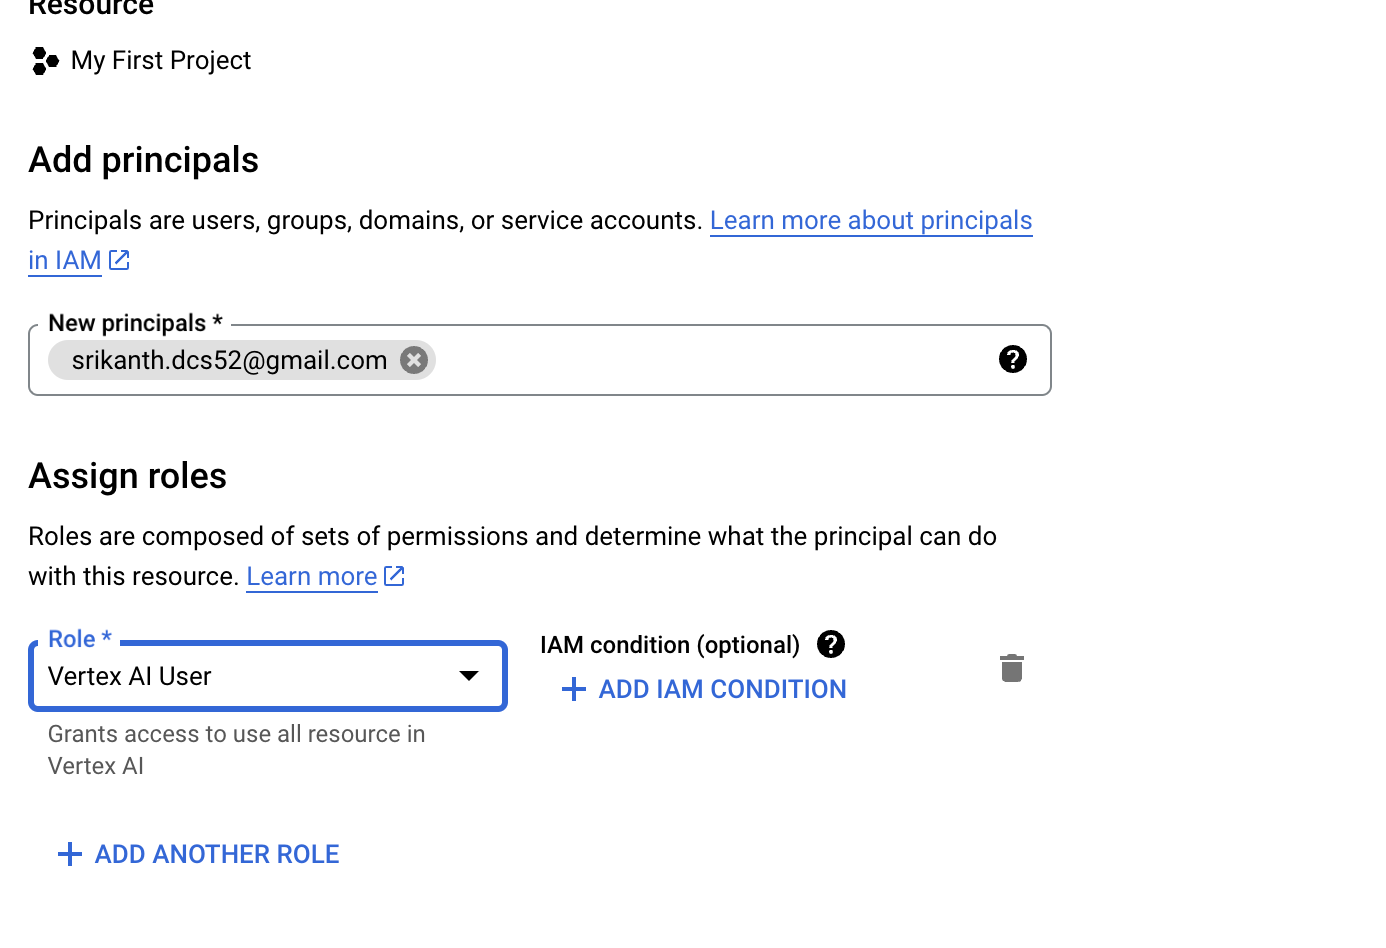 Resource
My First Project
Add principals
Principals are users, groups, domains, or service accounts. Learn more about principals
in IAM
New principals *
srikanth.dcs52@gmail.com
Assign roles
Roles are composed of sets of permissions and determine what the principal can do
with this resource. Learn more
Role *
Vertex AI User
IAM condition (optional)
ADD IAM CONDITION
Grants access to use all resource in
Vertex AI
ADD ANOTHER ROLE